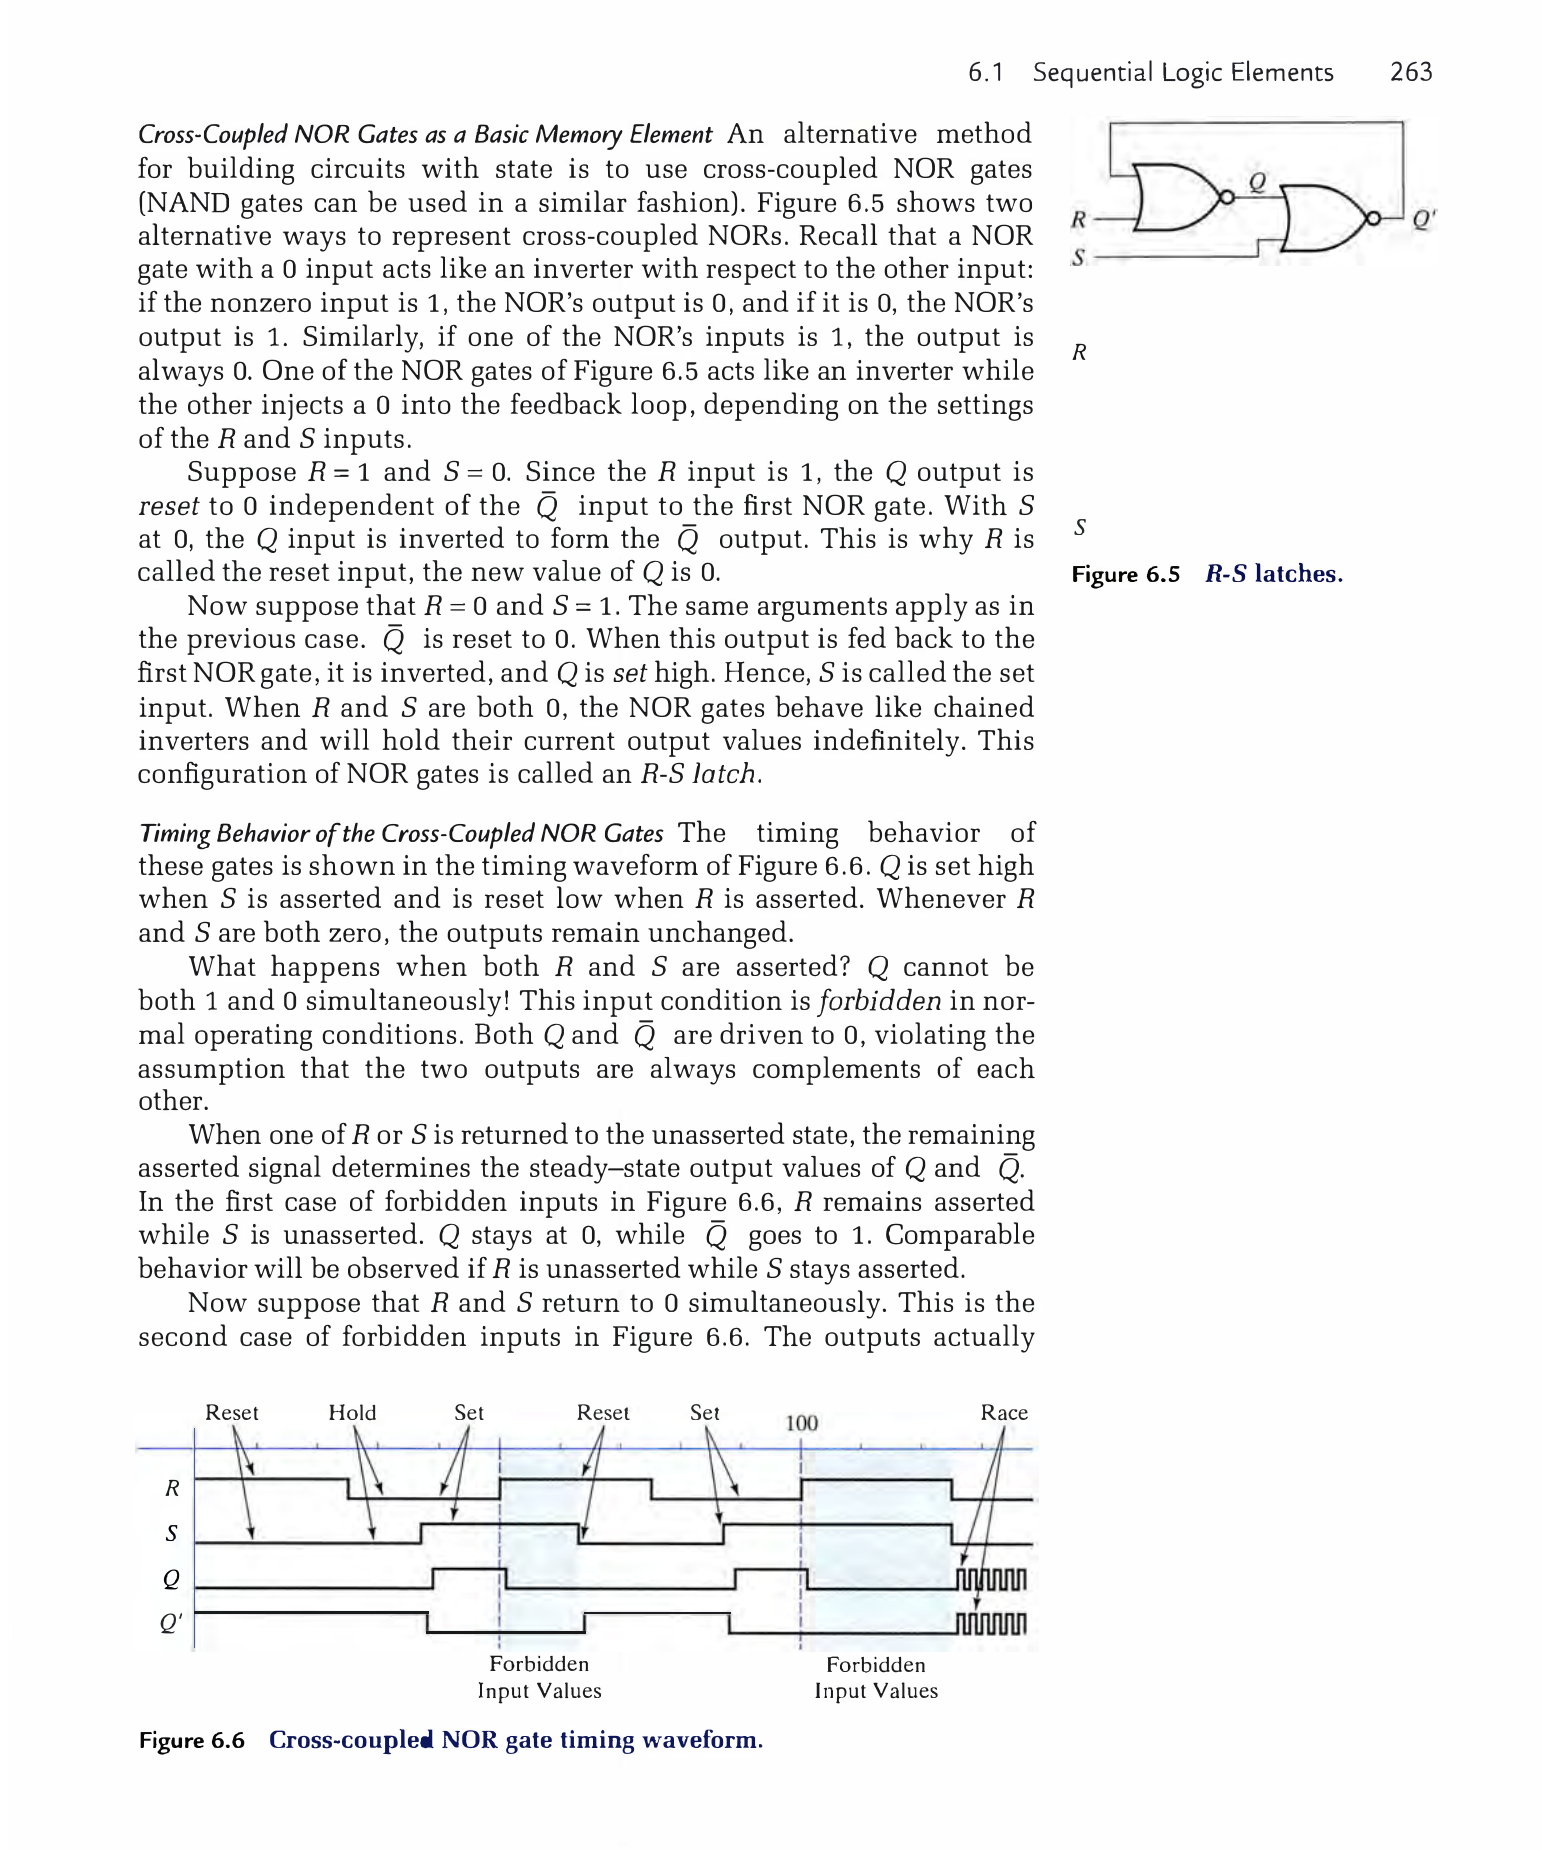 6.1 Sequential Logic Elements 263
Cross-Coupled NOR Gates as a Basic Memory Element An alternative method
for building circuits with state is to use cross-coupled NOR gates
(NAND gates can be used in a similar fashion). Figure 6.5 shows two
alternative ways to represent cross-coupled NORs. Recall that a NOR
gate with a 0 input acts like an inverter with respect to the other input:
if the nonzero input is 1, the NOR's output is 0, and if it is 0, the NOR's
output is 1. Similarly, if one of the NOR's inputs is 1, the output is
always 0. One of the NOR gates of Figure 6.5 acts like an inverter while
the other injects a 0 into the feedback loop, depending on the settings
of the R and S inputs.
Suppose R = 1 and S = 0. Since the R input is 1, the Q output is
reset to 0 independent of the Q̅ input to the first NOR gate. With S
at 0, the Q input is inverted to form the Q̅ output. This is why R is
called the reset input, the new value of Q is 0.
Now suppose that R = 0 and S = 1. The same arguments apply as in
the previous case. Q̅ is reset to 0. When this output is fed back to the
first NOR gate, it is inverted, and Q is set high. Hence, S is called the set
input. When R and S are both 0, the NOR gates behave like chained
inverters and will hold their current output values indefinitely. This
configuration of NOR gates is called an R-S latch.
Q
R Q'
S
R
S
Figure 6.5 R-S latches.
Timing Behavior of the Cross-Coupled NOR Gates The timing behavior of
these gates is shown in the timing waveform of Figure 6.6. Q is set high
when S is asserted and is reset low when R is asserted. Whenever R
and S are both zero, the outputs remain unchanged.
What happens when both R and S are asserted? Q cannot be
both 1 and 0 simultaneously! This input condition is forbidden in nor-
mal operating conditions. Both Q and Q̅ are driven to 0, violating the
assumption that the two outputs are always complements of each
other.
When one of R or S is returned to the unasserted state, the remaining
asserted signal determines the steady–state output values of Q and Q̅.
In the first case of forbidden inputs in Figure 6.6, R remains asserted
while S is unasserted. Q stays at 0, while Q̅ goes to 1. Comparable
behavior will be observed if R is unasserted while S stays asserted.
Now suppose that R and S return to 0 simultaneously. This is the
second case of forbidden inputs in Figure 6.6. The outputs actually
Reset Hold Set Reset Set 100 Race
R
S
Q
Q'
Forbidden Forbidden
Input Values Input Values
Figure 6.6 Cross-coupled NOR gate timing waveform.